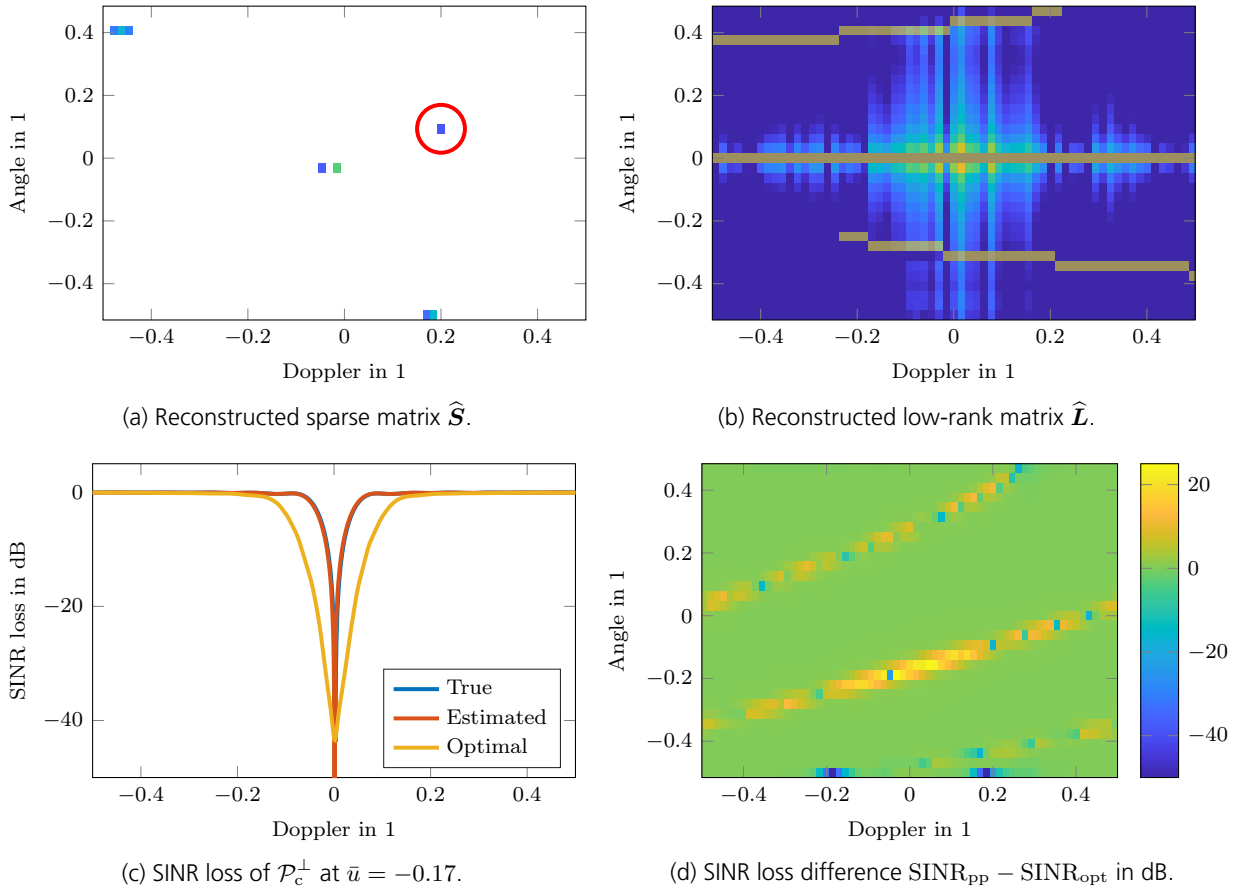 0.4
0.2
0
−0.2
−0.4
Angle in 1
−0.4 −0.2 0 0.2 0.4
Doppler in 1
(a) Reconstructed sparse matrix Ŝ.
0.4
0.2
0
−0.2
−0.4
Angle in 1
−0.4 −0.2 0 0.2 0.4
Doppler in 1
(b) Reconstructed low-rank matrix L̂.
0
−20
−40
SINR loss in dB
True
Estimated
Optimal
−0.4 −0.2 0 0.2 0.4
Doppler in 1
(c) SINR loss of 𝒫c⊥ at ū = −0.17.
0.4
0.2
0
−0.2
−0.4
Angle in 1
−0.4 −0.2 0 0.2 0.4
Doppler in 1
20
0
−20
−40
(d) SINR loss difference SINRpp − SINRopt in dB.